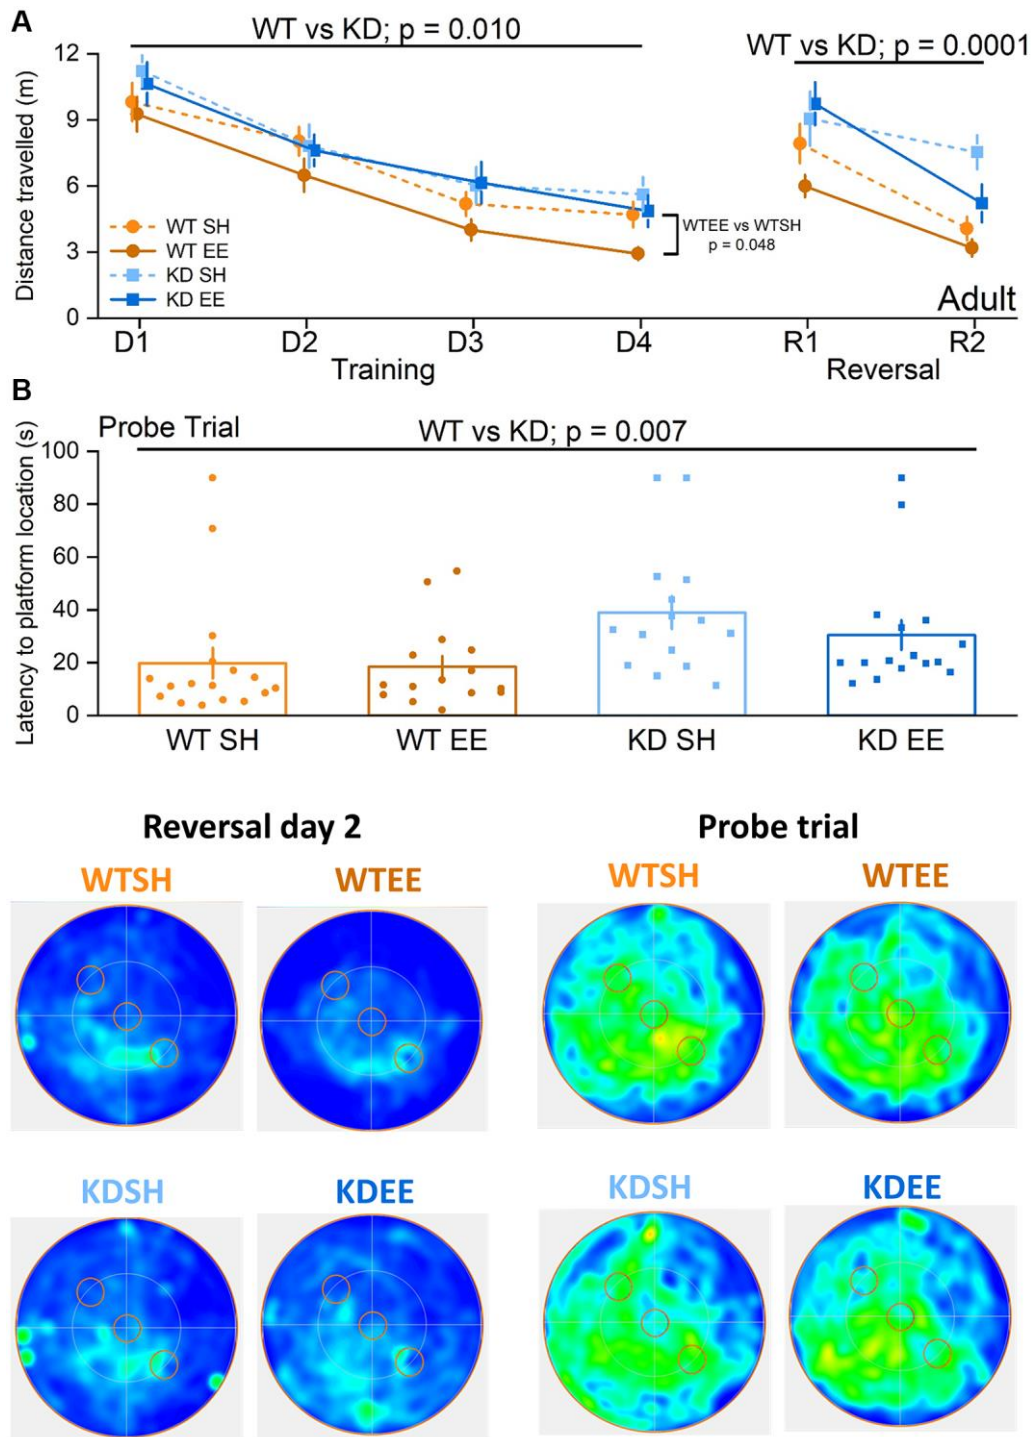 A
WT vs KD; p = 0.010
WT vs KD; p = 0.0001
Distance travelled (m)
12
9
6
3
0
WT SH
WT EE
KD SH
KD EE
WTEE vs WTSH
p = 0.048
Adult
D1 D2 D3 D4 R1 R2
Training Reversal
B
Probe Trial
WT vs KD; p = 0.007
Latency to platform location (s)
100
80
60
40
20
0
WT SH WT EE KD SH KD EE
Reversal day 2 Probe trial
WTSH WTEE WTSH WTEE
KDSH KDEE KDSH KDEE